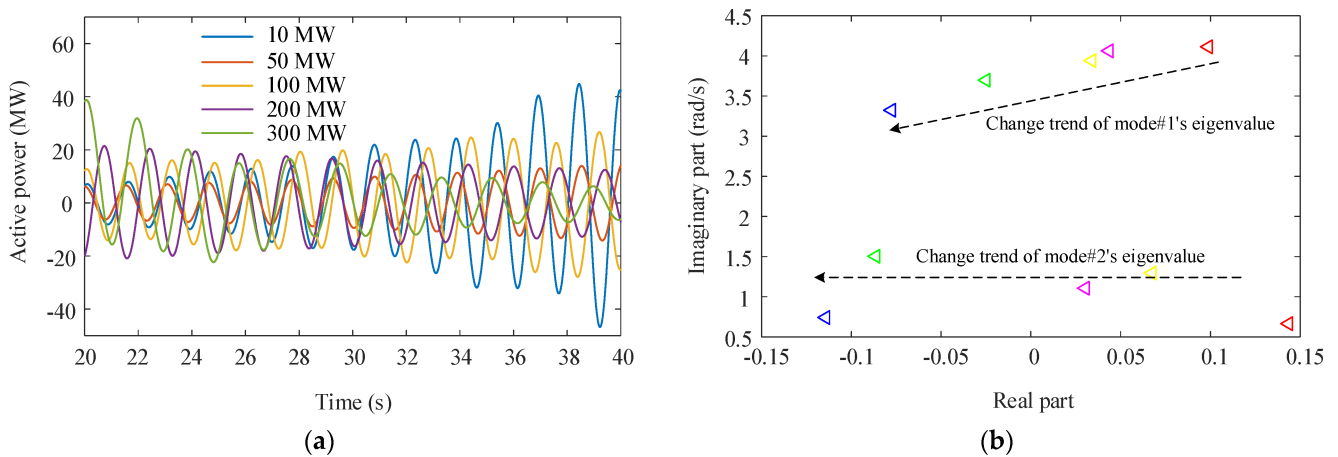 60
40
20
0
-20
-40
Active power (MW)
10 MW
50 MW
100 MW
200 MW
300 MW
20 22 24 26 28 30 32 34 36 38 40
Time (s)
(a)
4.5
4
3.5
3
2.5
2
1.5
1
0.5
Imaginary part (rad/s)
Change trend of mode#1's eigenvalue
Change trend of mode#2's eigenvalue
-0.15 -0.1 -0.05 0 0.05 0.1 0.15
Real part
(b)